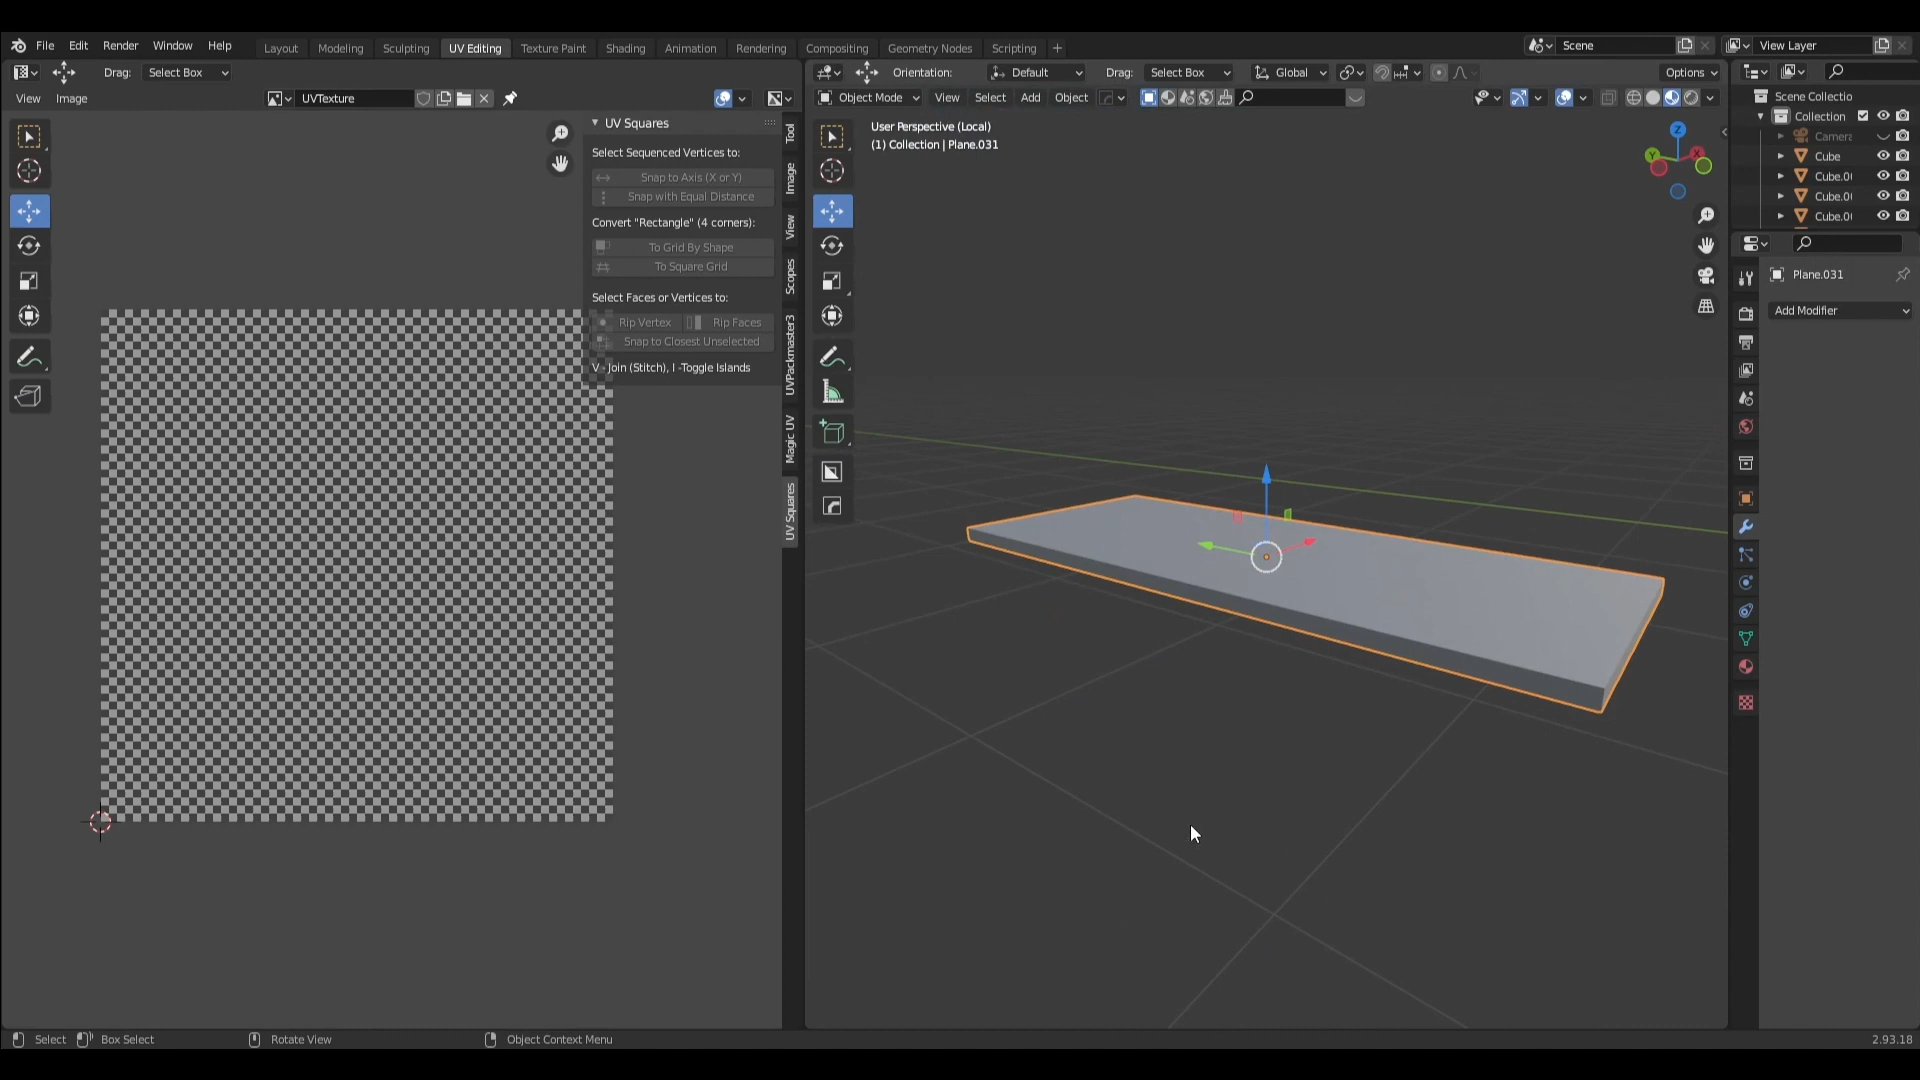 File Edit Render Window Help Layout Modeling Sculpting UV Editing Texture Paint Shading Animation Rendering Compositing Geometry Nodes Scripting + Scene View Layer
Drag: Select Box
View Image UVTexture
UV Squares
Select Sequenced Vertices to:
Snap to Axis (X or Y)
Snap with Equal Distance
Convert "Rectangle" (4 corners):
To Grid By Shape
To Square Grid
Select Faces or Vertices to:
Rip Vertex Rip Faces
Snap to Closest Unselected
V - Join (Stitch), I -Toggle Islands
Tool
Image
View
Scopes
UVPackmaster3
Magic UV
UV Squares
Orientation: Default Drag: Select Box Global Options
Object Mode View Select Add Object
User Perspective (Local)
(1) Collection | Plane.031
Z
Y
X
Scene Collectio
Collection
Camera
Cube
Cube.0
Cube.0
Cube.0
Plane.031
Add Modifier
Select Box Select Rotate View Object Context Menu 2.93.18